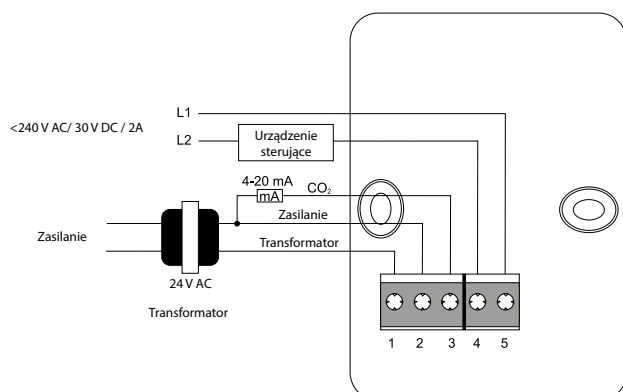 L1
<240 V AC/ 30 V DC / 2A
L2
Urządzenie
sterujące
4-20 mA
mA
CO₂
Zasilanie
Zasilanie
Transformator
24 V AC
Transformator
1 2 3 4 5